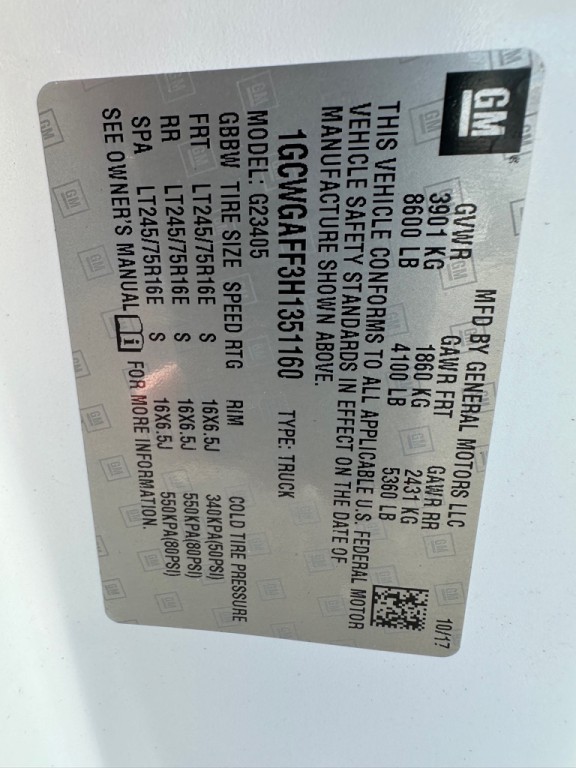 GM
MFD BY GENERAL MOTORS LLC 10/17
GVWR GAWR FRT GAWR RR
3901 KG 1860 KG 2431 KG
8600 LB 4100 LB 5360 LB
THIS VEHICLE CONFORMS TO ALL APPLICABLE U.S. FEDERAL MOTOR
VEHICLE SAFETY STANDARDS IN EFFECT ON THE DATE OF
MANUFACTURE SHOWN ABOVE.
1GCWGAFF3H1351160 TYPE: TRUCK
MODEL: G23405
GBBW TIRE SIZE SPEED RTG RIM COLD TIRE PRESSURE
FRT LT245/75R16E S 16X6.5J 340KPA(50PSI)
RR LT245/75R16E S 16X6.5J 550KPA(80PSI)
SPA LT245/75R16E S 16X6.5J 550KPA(80PSI)
SEE OWNER'S MANUAL i FOR MORE INFORMATION.